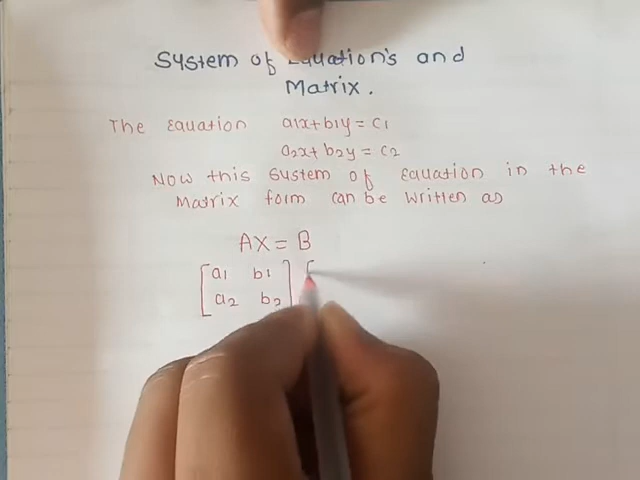 System of Equation's and
Matrix.
The Equation a1x+b1y = c1
a2x+b2y = c2
Now this System of Equation in the
Matrix form can be written as
AX = B
a1 b1
a2 b2